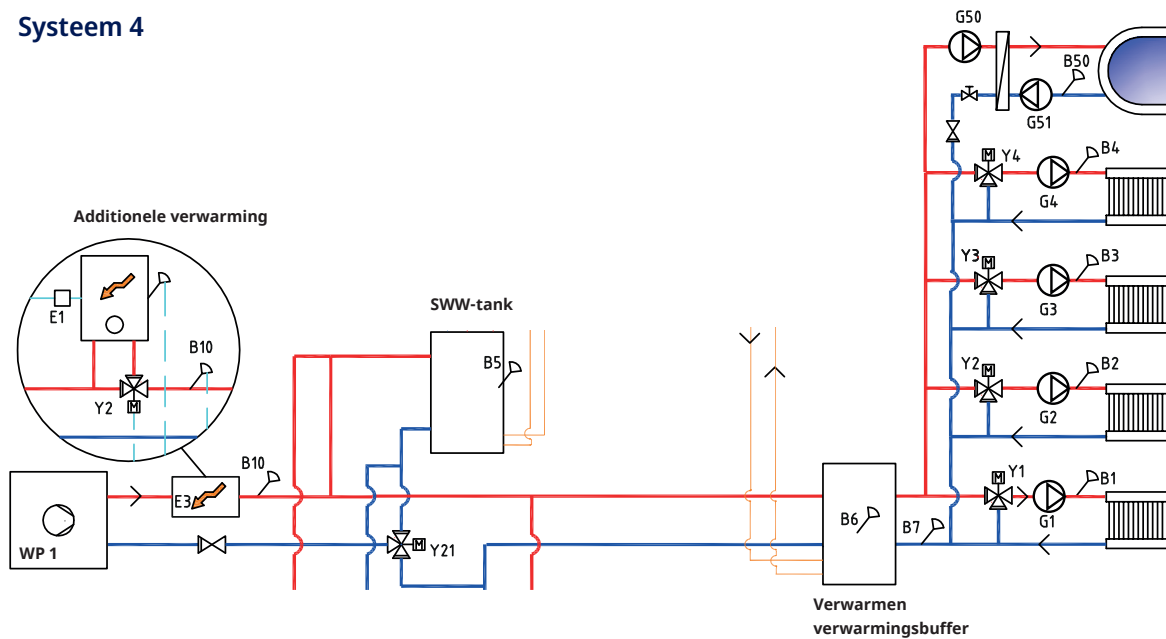 Systeem 4
G50
B50
G51
Y4
B4
G4
Additionele verwarming
Y3
B3
G3
E1
SWW-tank
B10
B5
Y2
Y2
B2
G2
B10
E3
Y1
B1
G1
B6
B7
WP 1
M
Y21
Verwarmen
verwarmingsbuffer
M
M
M
M
M